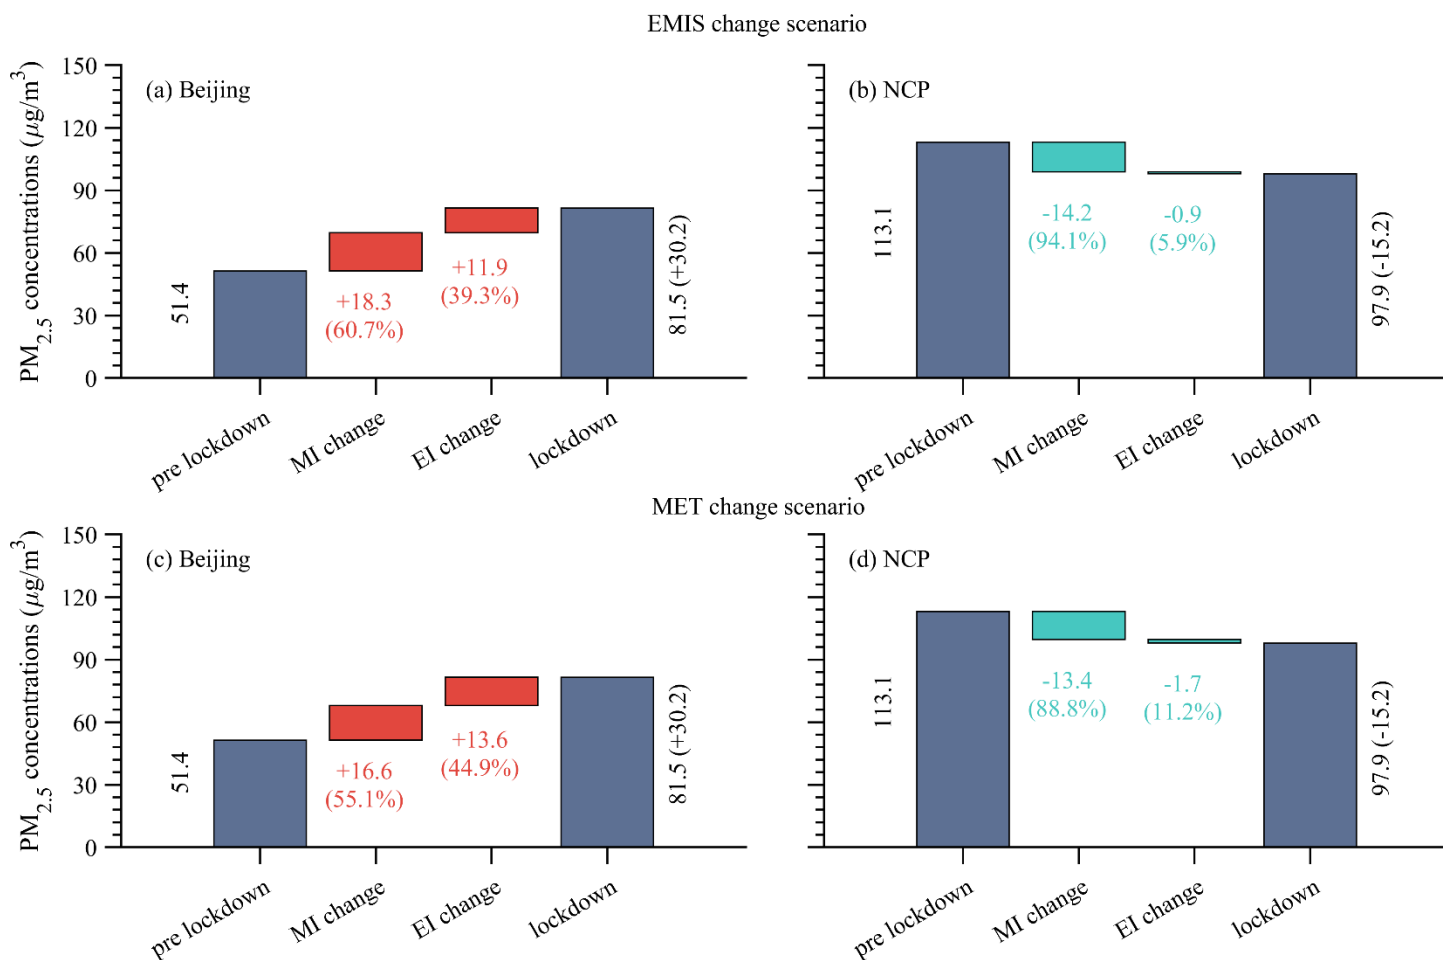 EMIS change scenario
PM2.5 concentrations (μg/m3)
150
120
90
60
30
0
(a) Beijing
51.4
+18.3
(60.7%)
+11.9
(39.3%)
81.5 (+30.2)
pre lockdown
MI change
EI change
lockdown
(b) NCP
113.1
-14.2
(94.1%)
-0.9
(5.9%)
97.9 (-15.2)
pre lockdown
MI change
EI change
lockdown
MET change scenario
PM2.5 concentrations (μg/m3)
150
120
90
60
30
0
(c) Beijing
51.4
+16.6
(55.1%)
+13.6
(44.9%)
81.5 (+30.2)
pre lockdown
MI change
EI change
lockdown
(d) NCP
113.1
-13.4
(88.8%)
-1.7
(11.2%)
97.9 (-15.2)
pre lockdown
MI change
EI change
lockdown